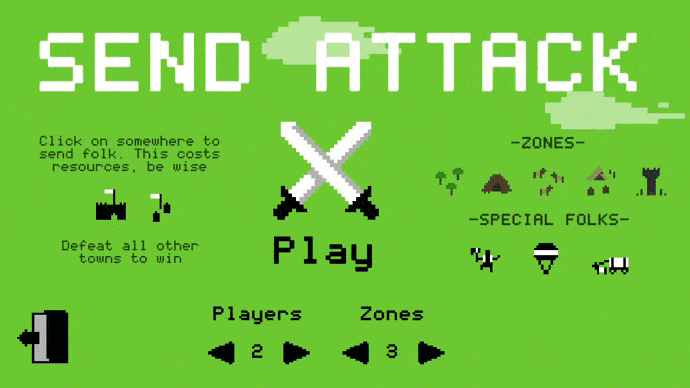 SEND ATTACK
Click on somewhere to
send folk. This costs
resources, be wise
Defeat all other
towns to win
Play
-ZONES-
-SPECIAL FOLKS-
Players
2
Zones
3